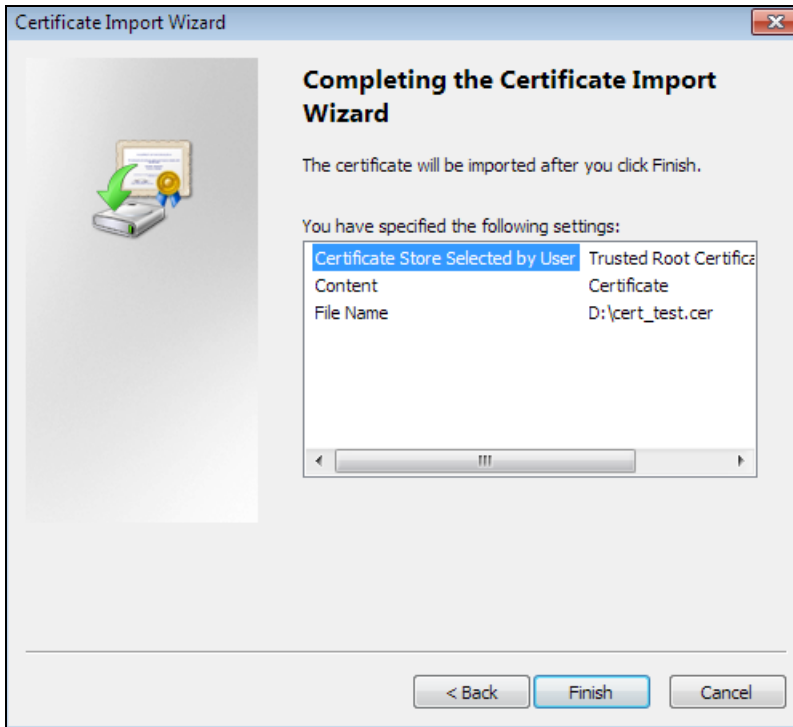 Certificate Import Wizard
Completing the Certificate Import
Wizard
The certificate will be imported after you click Finish.
You have specified the following settings:
Certificate Store Selected by User Trusted Root Certifica
Content Certificate
File Name D:\cert_test.cer
< Back Finish Cancel